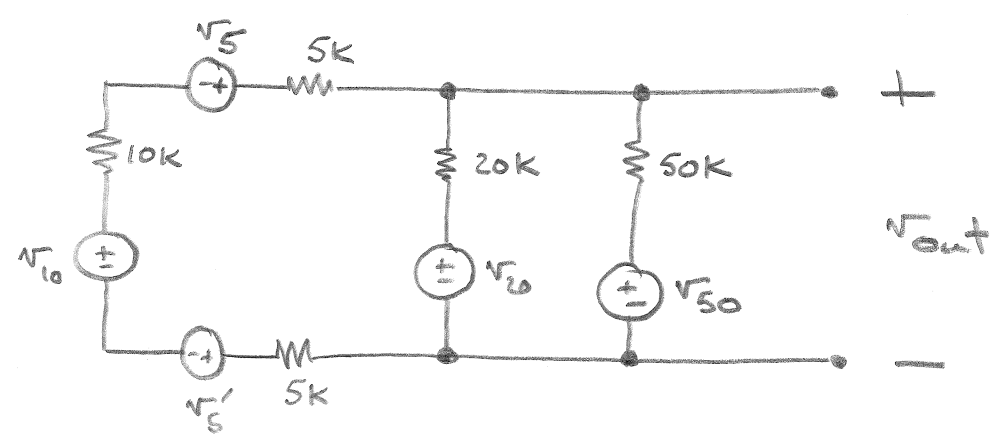 v5
5K
10K
20K
50K
v10
v20
v50
vout
v5'
5K
+
−
- +
+ -
+ -
+ -
- +